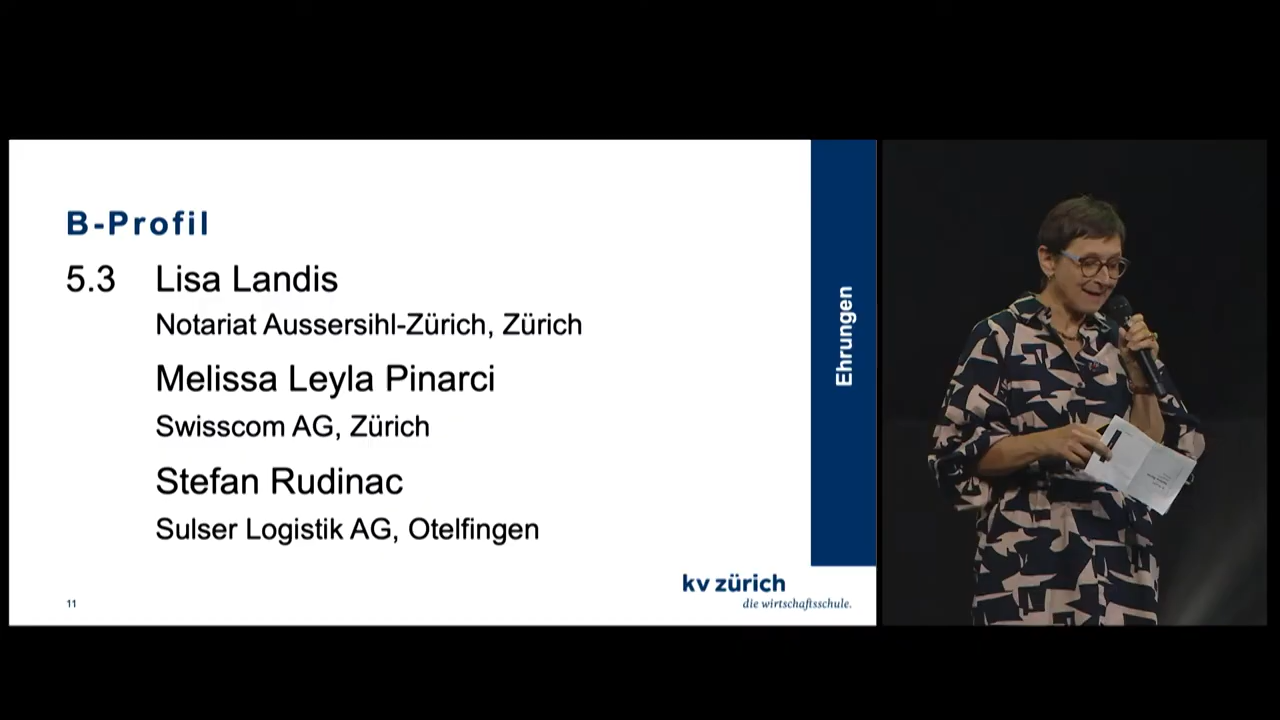 B-Profil
5.3 Lisa Landis
Notariat Aussersihl-Zürich, Zürich
Melissa Leyla Pinarci
Swisscom AG, Zürich
Stefan Rudinac
Sulser Logistik AG, Otelfingen
11
Ehrungen
kv zürich
die wirtschaftsschule.